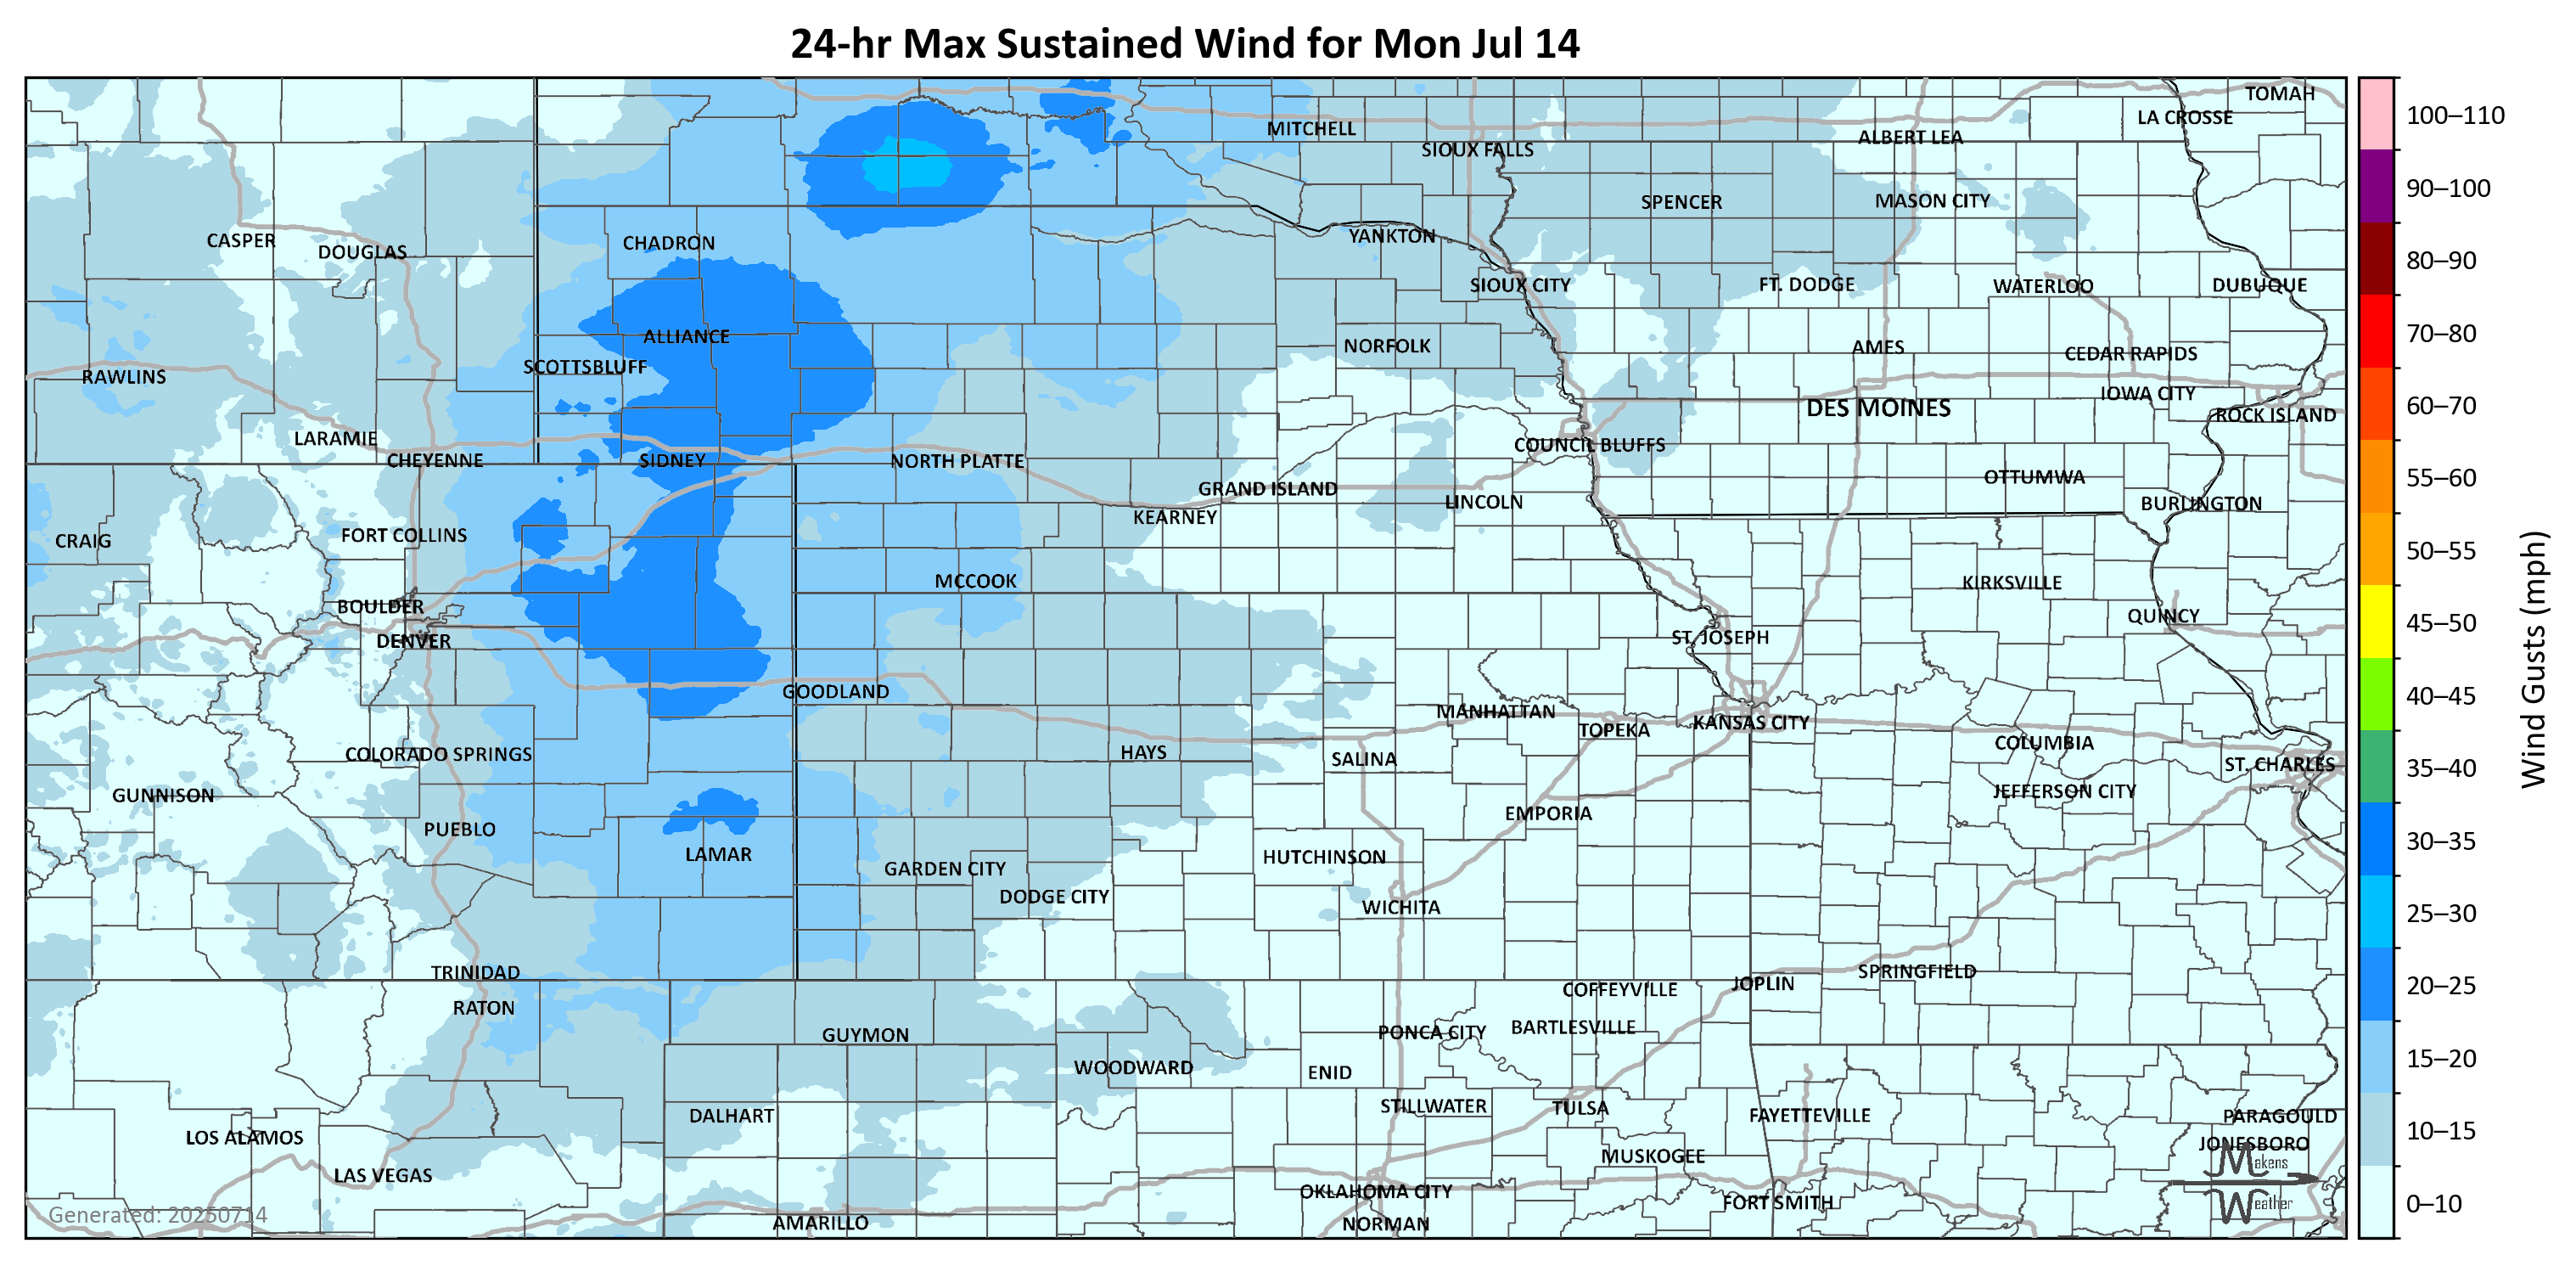 24-hr Max Sustained Wind for Mon Jul 14
TOMAH
LA CROSSE
MITCHELL
ALBERT LEA
SIOUX FALLS
SPENCER
MASON CITY
CASPER
DOUGLAS
CHADRON
YANKTON
SIOUX CITY
FT. DODGE
WATERLOO
DUBUQUE
ALLIANCE
NORFOLK
AMES
CEDAR RAPIDS
SCOTTSBLUFF
RAWLINS
IOWA CITY
DES MOINES
ROCK ISLAND
LARAMIE
COUNCIL BLUFFS
CHEYENNE
SIDNEY
NORTH PLATTE
OTTUMWA
GRAND ISLAND
LINCOLN
BURLINGTON
KEARNEY
CRAIG
FORT COLLINS
MCCOOK
KIRKSVILLE
BOULDER
QUINCY
DENVER
ST. JOSEPH
GOODLAND
MANHATTAN
TOPEKA
KANSAS CITY
COLORADO SPRINGS
HAYS
SALINA
COLUMBIA
ST. CHARLES
GUNNISON
JEFFERSON CITY
PUEBLO
EMPORIA
LAMAR
HUTCHINSON
GARDEN CITY
DODGE CITY
WICHITA
TRINIDAD
SPRINGFIELD
JOPLIN
COFFEYVILLE
RATON
GUYMON
PONCA CITY
BARTLESVILLE
WOODWARD
ENID
DALHART
STILLWATER
TULSA
FAYETTEVILLE
PARAGOULD
LOS ALAMOS
JONESBORO
MUSKOGEE
LAS VEGAS
OKLAHOMA CITY
FORT SMITH
AMARILLO
NORMAN
Generated: 20250714
Makens
Weather
100–110
90–100
80–90
70–80
60–70
55–60
50–55
45–50
40–45
35–40
30–35
25–30
20–25
15–20
10–15
0–10
Wind Gusts (mph)